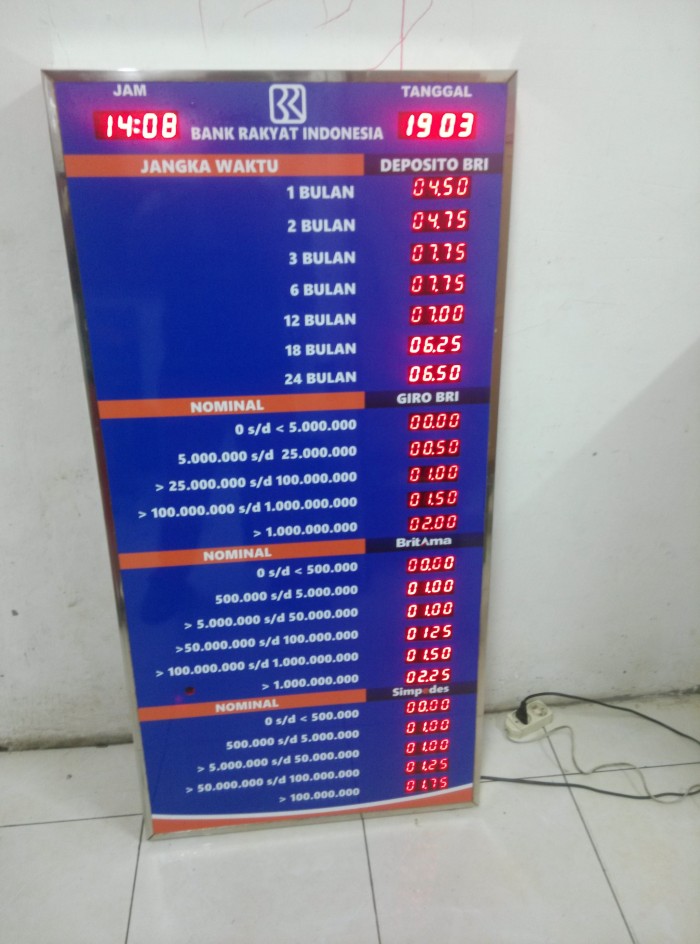 JAM TANGGAL
14:08 BANK RAKYAT INDONESIA 19 03
JANGKA WAKTU DEPOSITO BRI
1 BULAN 04.50
2 BULAN 04.75
3 BULAN 07.75
6 BULAN 07.75
12 BULAN 07.00
18 BULAN 06.25
24 BULAN 06.50
NOMINAL GIRO BRI
0 s/d < 5.000.000 00.00
5.000.000 s/d 25.000.000 00.50
> 25.000.000 s/d 100.000.000 01.00
> 100.000.000 s/d 1.000.000.000 01.50
> 1.000.000.000 02.00
NOMINAL BritAma
0 s/d < 500.000 00.00
500.000 s/d 5.000.000 01.00
> 5.000.000 s/d 50.000.000 01.00
>50.000.000 s/d 100.000.000 0125
> 100.000.000 s/d 1.000.000.000 01.50
> 1.000.000.000 02.25
NOMINAL Simpedes
0 s/d < 500.000 00.00
500.000 s/d 5.000.000 01.00
> 5.000.000 s/d 50.000.000 01.00
> 50.000.000 s/d 100.000.000 01.25
> 100.000.000 01.75